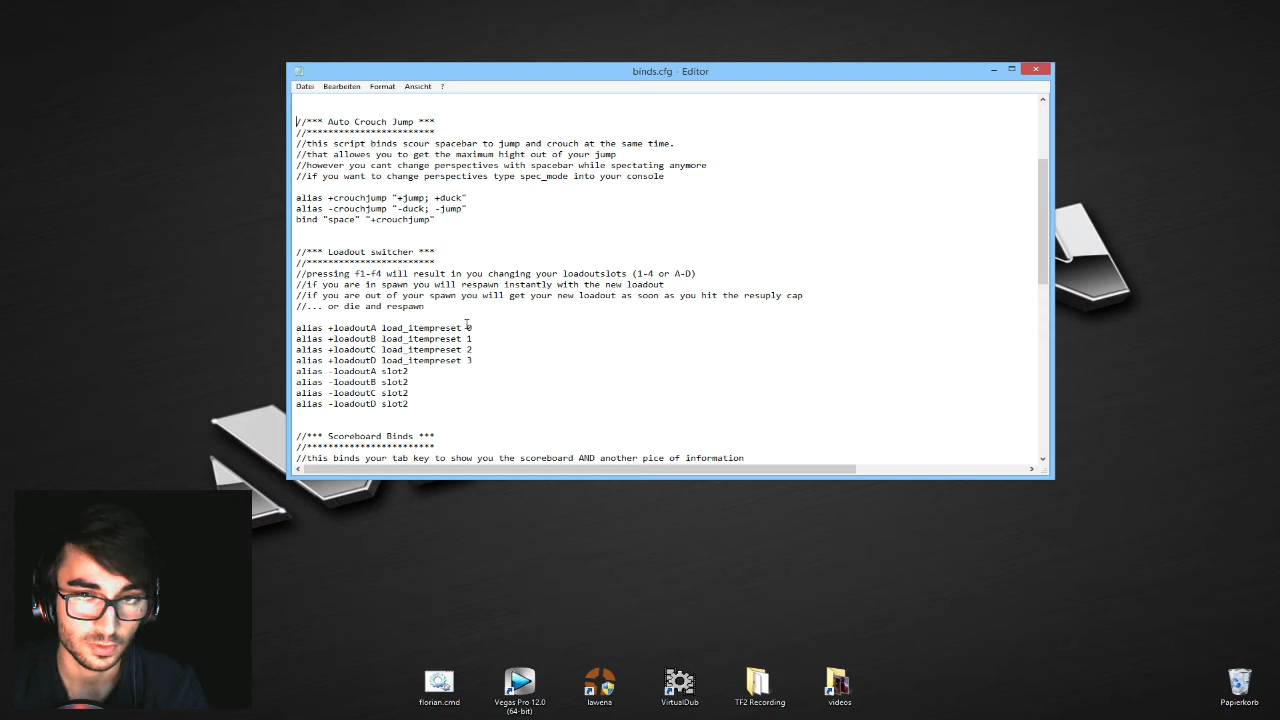 binds.cfg - Editor
Datei Bearbeiten Format Ansicht ?
//*** Auto Crouch Jump ***
//************************
//this script binds scour spacebar to jump and crouch at the same time.
//that allowes you to get the maximum hight out of your jump
//however you cant change perspectives with spacebar while spectating anymore
//if you want to change perspectives type spec_mode into your console
alias +crouchjump "+jump; +duck"
alias -crouchjump "-duck; -jump"
bind "space" "+crouchjump"
//*** Loadout switcher ***
//************************
//pressing f1-f4 will result in you changing your loadoutslots (1-4 or A-D)
//if you are in spawn you will respawn instantly with the new loadout
//if you are out of your spawn you will get your new loadout as soon as you hit the resuply cap
//... or die and respawn
alias +loadoutA load_itempreset 0
alias +loadoutB load_itempreset 1
alias +loadoutC load_itempreset 2
alias +loadoutD load_itempreset 3
alias -loadoutA slot2
alias -loadoutB slot2
alias -loadoutC slot2
alias -loadoutD slot2
//*** Scoreboard Binds ***
//************************
//this binds your tab key to show you the scoreboard AND another pice of information
florian.cmd
Vegas Pro 12.0
(64-bit)
lawena
VirtualDub
TF2 Recording
videos
Papierkorb